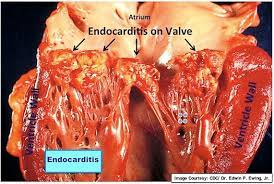 Atrium
Endocarditis on Valve
Ventricle Wall
Ventricle Wall
Endocarditis
Image Courtesy: CDC/ Dr. Edwin P. Ewing, Jr.